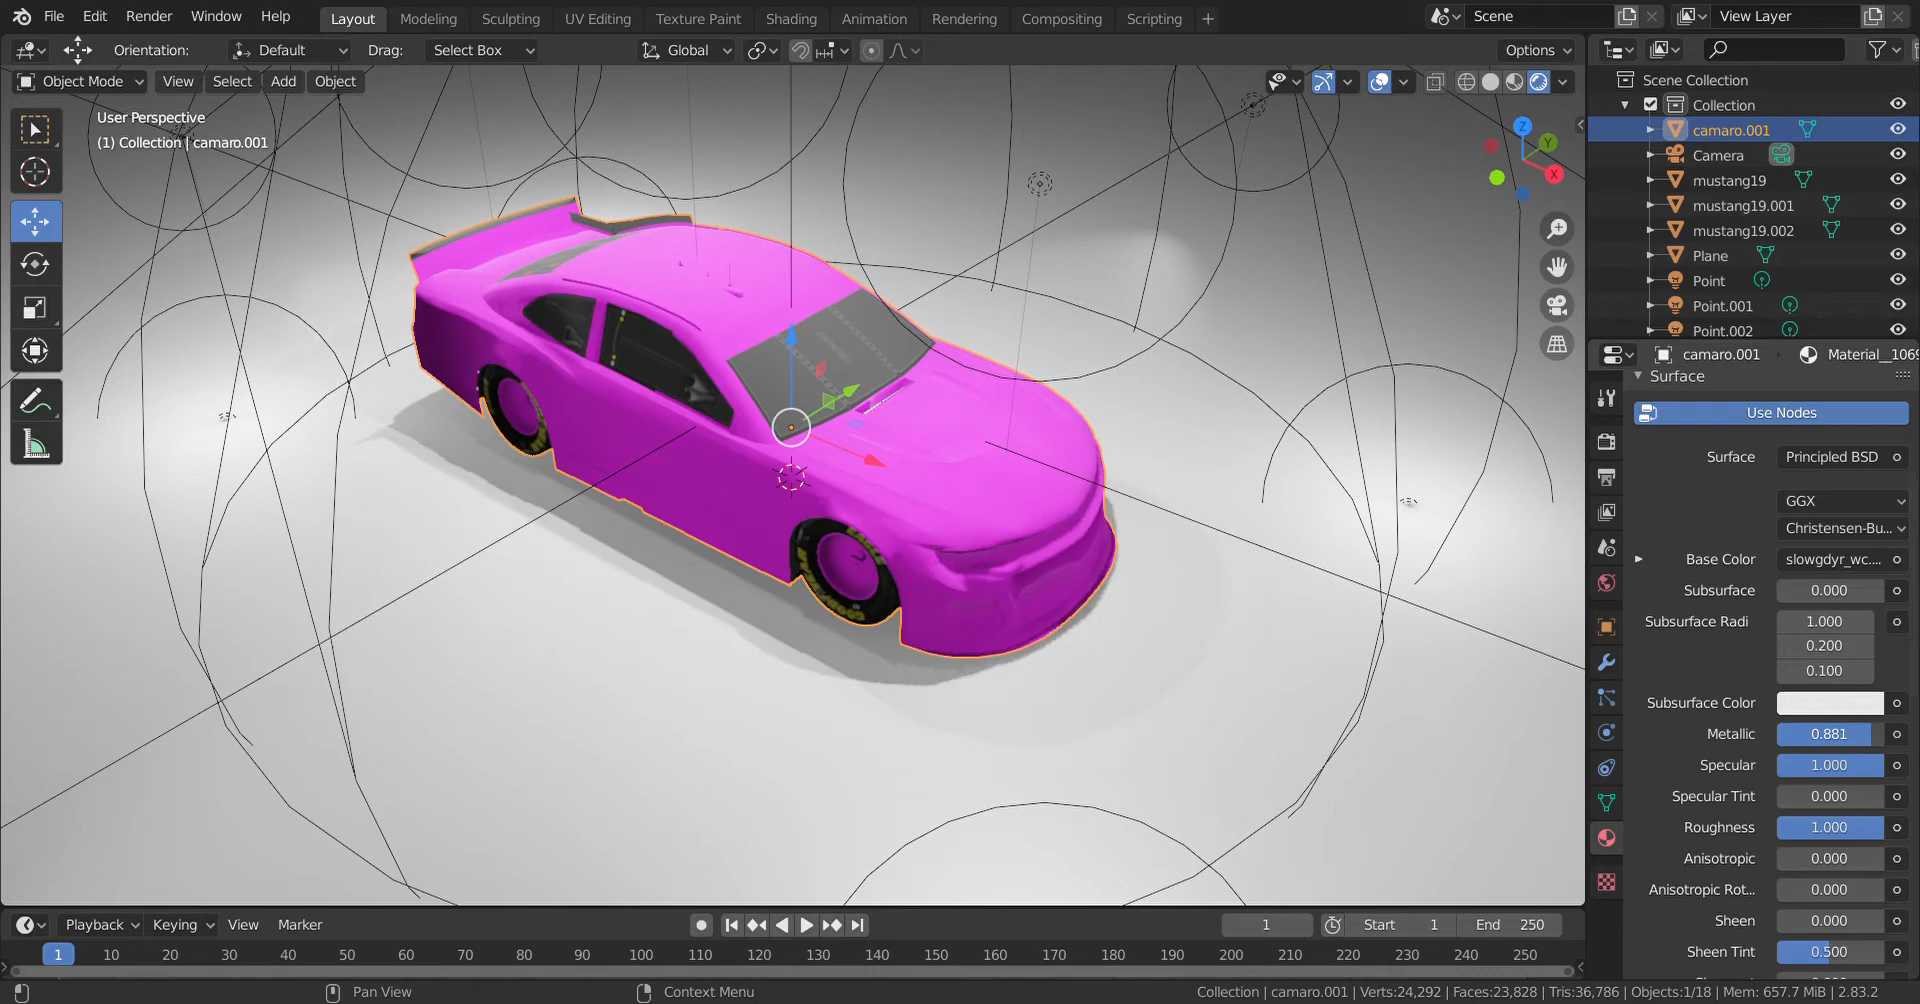 File Edit Render Window Help Layout Modeling Sculpting UV Editing Texture Paint Shading Animation Rendering Compositing Scripting + Scene View Layer
Orientation: Default Drag: Select Box Global Options
Object Mode View Select Add Object
User Perspective
(1) Collection | camaro.001
Z
Y
X
Scene Collection
Collection
camaro.001
Camera
mustang19
mustang19.001
mustang19.002
Plane
Point
Point.001
Point.002
camaro.001 Material__106
Surface
Use Nodes
Surface Principled BSD
GGX
Christensen-Bu...
Base Color slowgdyr_wc....
Subsurface 0.000
Subsurface Radi 1.000
0.200
0.100
Subsurface Color
Metallic 0.881
Specular 1.000
Specular Tint 0.000
Roughness 1.000
Anisotropic 0.000
Anisotropic Rot... 0.000
Sheen 0.000
Sheen Tint 0.500
Playback Keying View Marker 1 Start 1 End 250
1 10 20 30 40 50 60 70 80 90 100 110 120 130 140 150 160 170 180 190 200 210 220 230 240 250
Pan View Context Menu Collection | camaro.001 | Verts:24,292 | Faces:23,828 | Tris:36,786 | Objects:1/18 | Mem: 657.7 MiB | 2.83.2